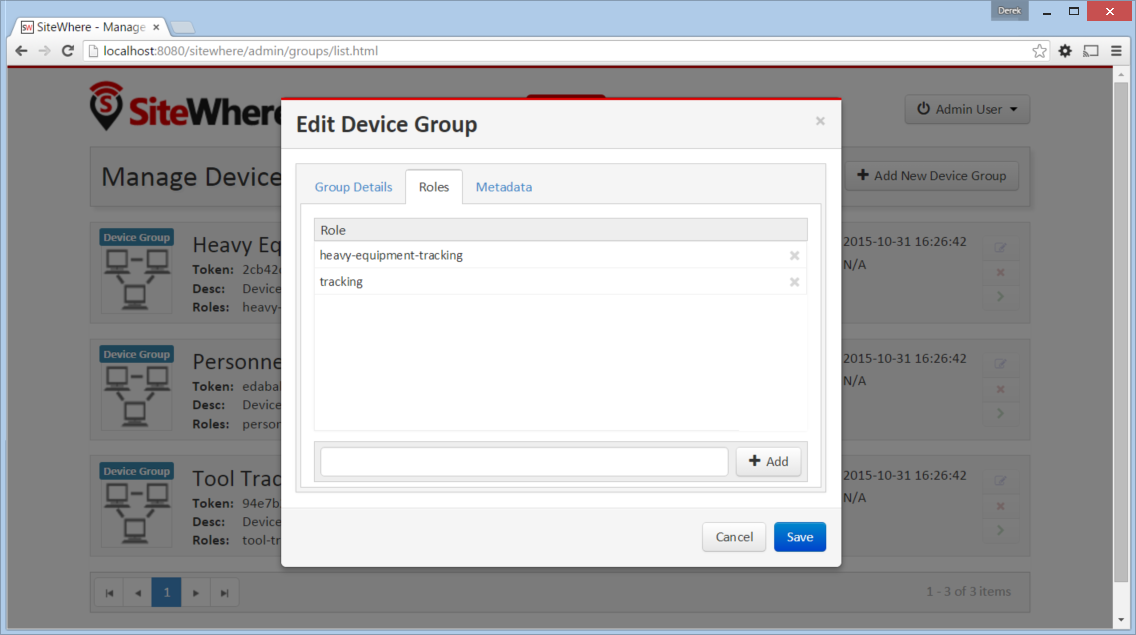 Derek
SW SiteWhere - Manage
localhost:8080/sitewhere/admin/groups/list.html
SiteWhere
Admin User
Manage Device
Add New Device Group
Edit Device Group
Group Details Roles Metadata
Role
heavy-equipment-tracking
tracking
Add
Cancel Save
Device Group
Heavy Eq
Token: 2cb42
Desc: Device
Roles: heavy-
2015-10-31 16:26:42
N/A
Device Group
Personne
Token: edaba
Desc: Device
Roles: person
2015-10-31 16:26:42
N/A
Device Group
Tool Trac
Token: 94e7b
Desc: Device
Roles: tool-tr
2015-10-31 16:26:42
N/A
1
1 - 3 of 3 items